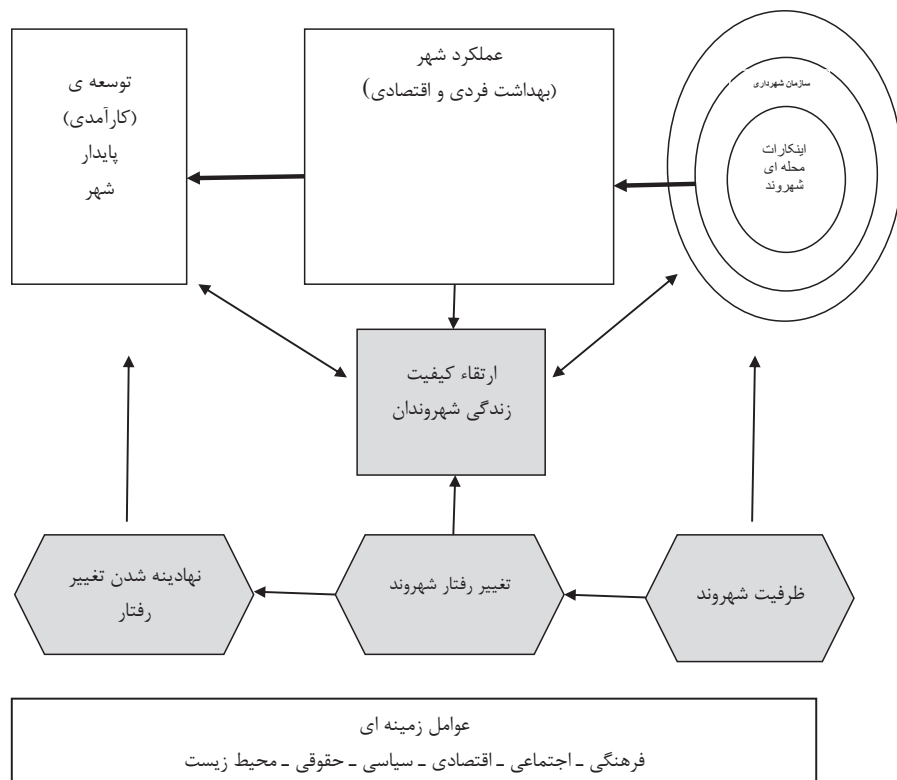 سازمان شهرداری
اینکارات
محله ای
شهروند
عملکرد شهر
(بهداشت فردی و اقتصادی)
توسعه ی
(کارآمدی)
پایدار
شهر
ارتقاء کیفیت
زندگی شهروندان
ظرفیت شهروند
تغییر رفتار شهروند
نهادینه شدن تغییر
رفتار
عوامل زمینه ای
فرهنگی ـ اجتماعی ـ اقتصادی ـ سیاسی ـ حقوقی ـ محیط زیست